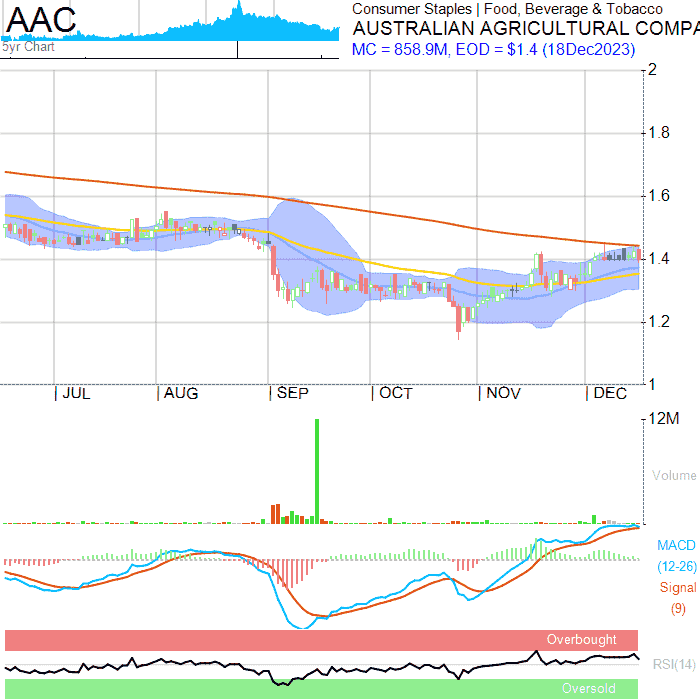 AAC
5yr Chart
Consumer Staples | Food, Beverage & Tobacco
AUSTRALIAN AGRICULTURAL COMPA
MC = 858.9M, EOD = $1.4 (18Dec2023)
2
1.8
1.6
1.4
1.2
1
JUL AUG SEP OCT NOV DEC
12M
Volume
MACD
(12-26)
Signal
(9)
Overbought
RSI(14)
Oversold